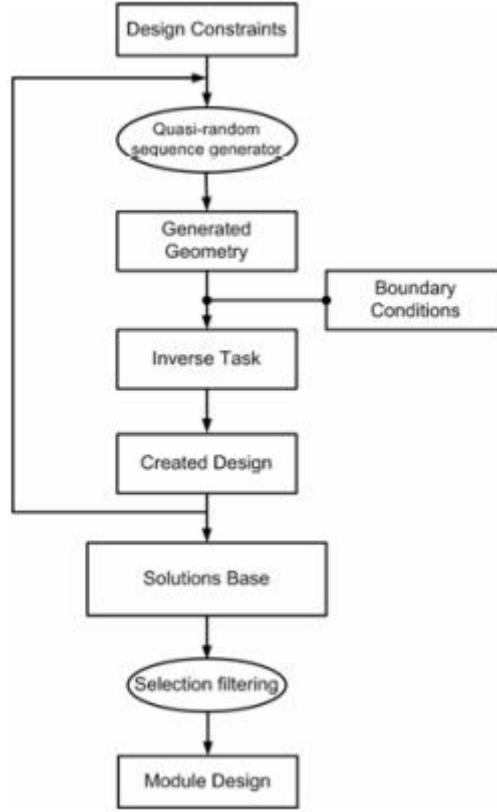 Design Constraints
Quasi-random
sequence generator
Generated
Geometry
Boundary
Conditions
Inverse Task
Created Design
Solutions Base
Selection filtering
Module Design